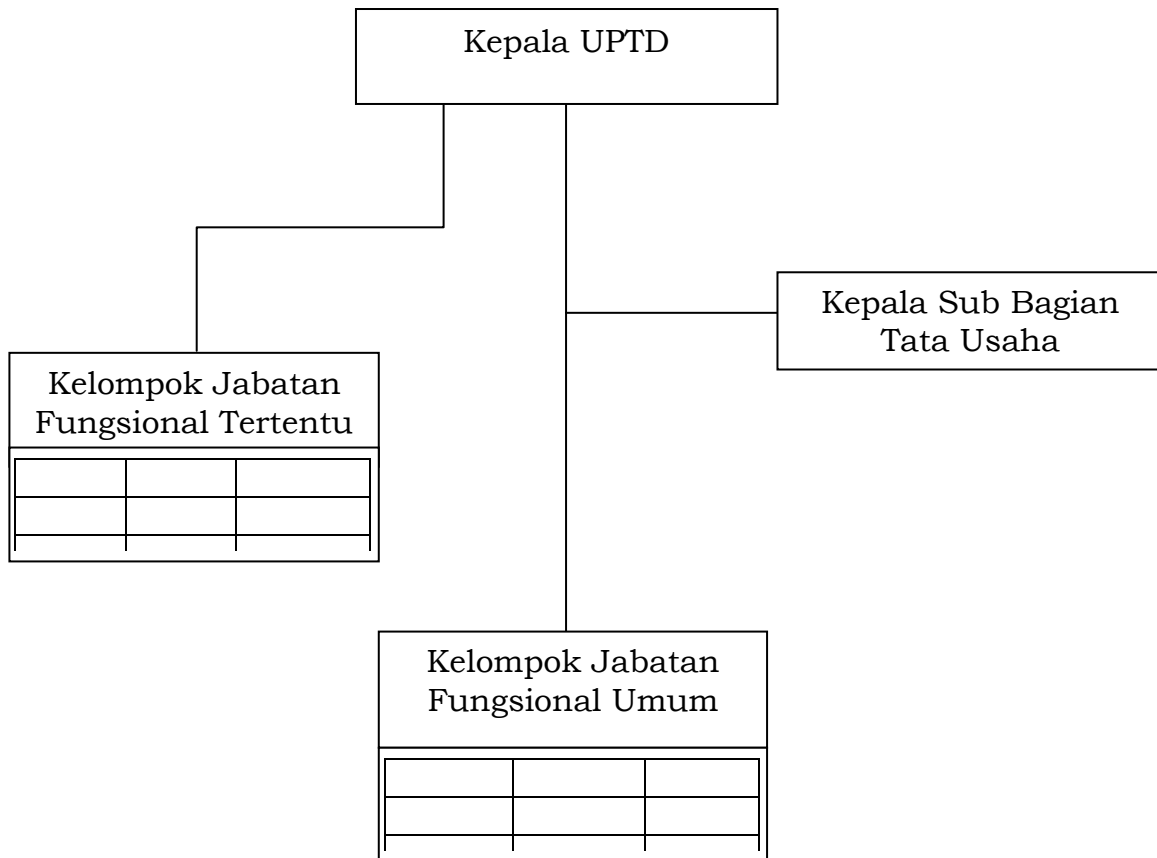 Kepala UPTD
Kepala Sub Bagian
Tata Usaha
Kelompok Jabatan
Fungsional Tertentu
Kelompok Jabatan
Fungsional Umum